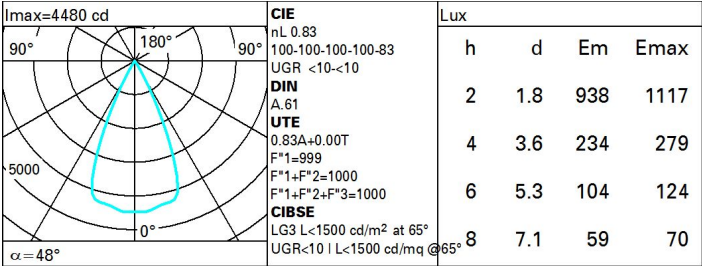 Imax=4480 cd
90°
180°
90°
5000
0°
α=48°
CIE
nL 0.83
100-100-100-100-83
UGR <10-<10
DIN
A.61
UTE
0.83A+0.00T
F"1=999
F"1+F"2=1000
F"1+F"2+F"3=1000
CIBSE
LG3 L<1500 cd/m² at 65°
UGR<10 | L<1500 cd/mq @65°
Lux
h d Em Emax
2 1.8 938 1117
4 3.6 234 279
6 5.3 104 124
8 7.1 59 70